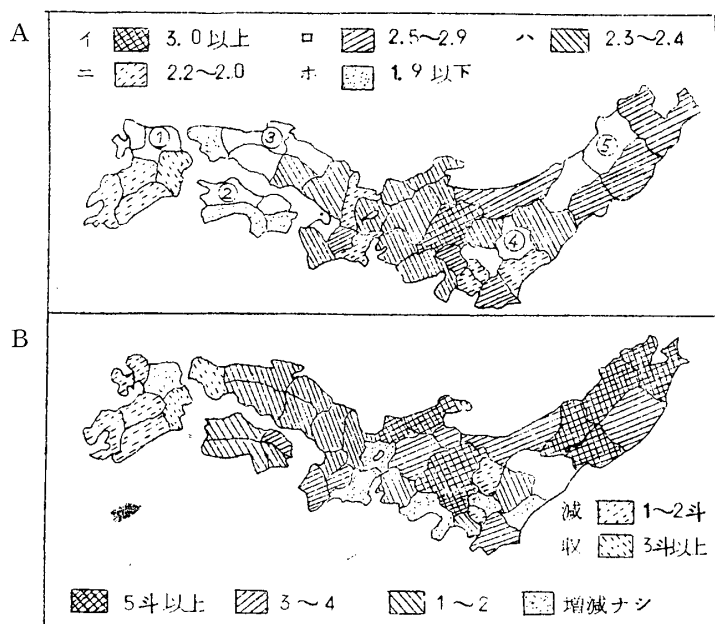 A
イ 3.0以上 ロ 2.5~2.9 ハ 2.3~2.4
ニ 2.2~2.0 ホ 1.9以下
① ③ ⑤
②
④
B
減 1~2斗
収 3斗以上
5斗以上 3~4 1~2 増減ナシ